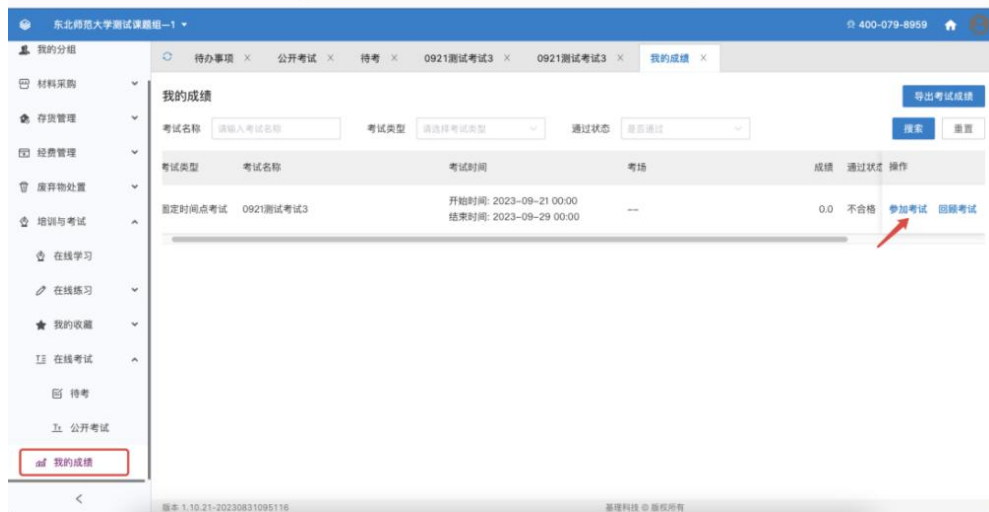 东北师范大学测试课题组—1
400-079-8959
我的分组
材料采购
存货管理
经费管理
废弃物处置
培训与考试
在线学习
在线练习
我的收藏
在线考试
待考
公开考试
我的成绩
待办事项 × 公开考试 × 待考 × 0921测试考试3 × 0921测试考试3 × 我的成绩 ×
我的成绩
导出考试成绩
考试名称 请输入考试名称 考试类型 请选择考试类型 通过状态 是否通过 搜索 重置
考试类型 考试名称 考试时间 考场 成绩 通过状态 操作
固定时间点考试 0921测试考试3 开始时间: 2023-09-21 00:00 -- 0.0 不合格 参加考试 回顾考试
结束时间: 2023-09-29 00:00
版本 1.10.21-20230831095116 基理科技 © 版权所有